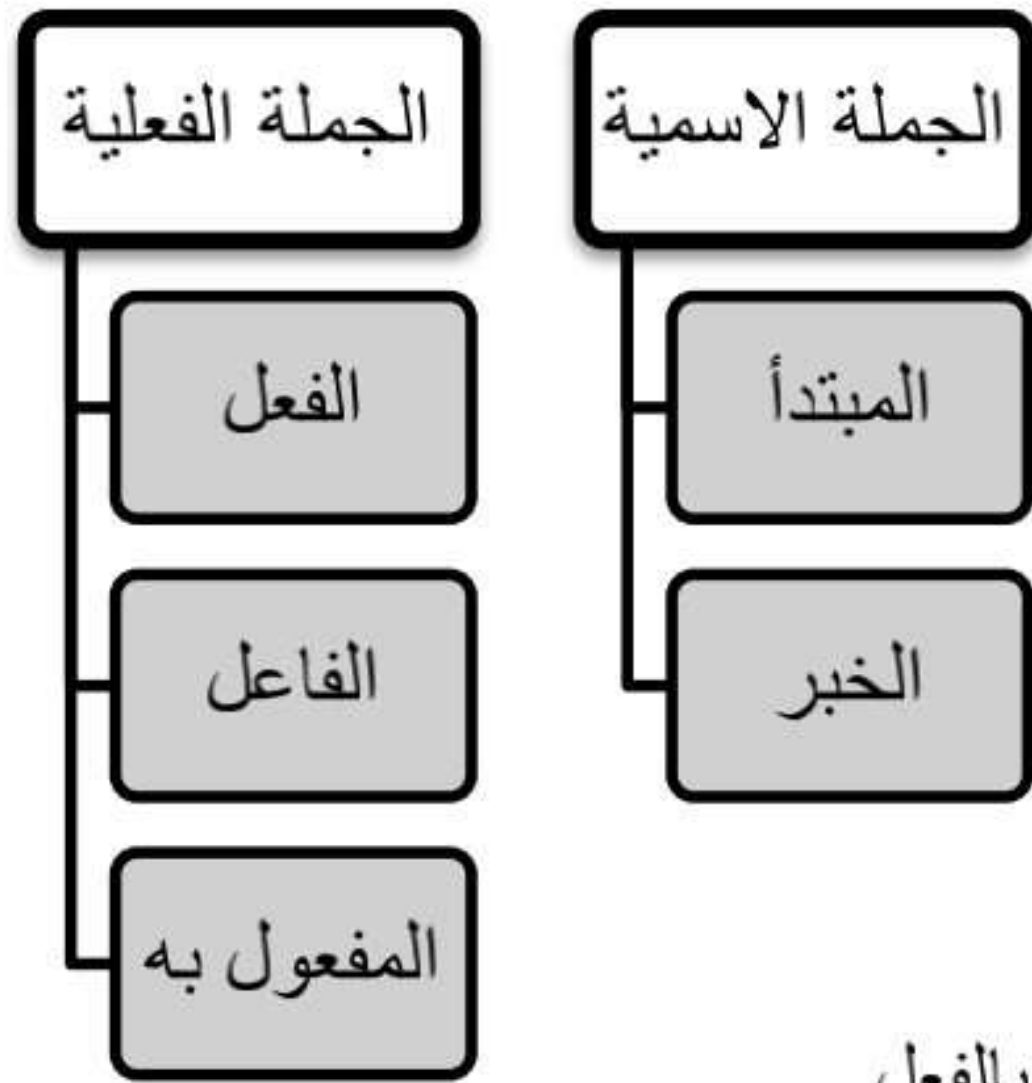 الجملة الاسمية
المبتدأ
الخبر
الجملة الفعلية
الفعل
الفاعل
المفعول به